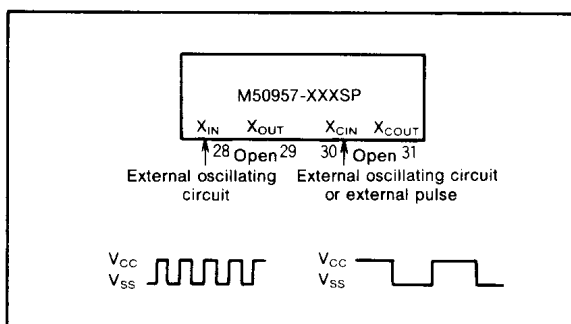 M50957-XXXSP
XIN XOUT XCIN XCOUT
28 Open 29 30 Open 31
External oscillating circuit
External oscillating circuit or external pulse
VCC
VSS
VCC
VSS